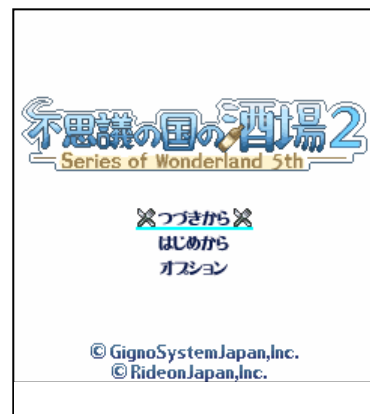 不思議の国の酒場2
Series of Wonderland 5th
つづきから
はじめから
オプション
© GignoSystemJapan,Inc.
© RideonJapan,Inc.